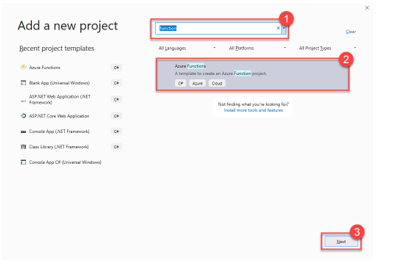 Add a new project
Recent project templates
Azure Functions
C#
Blank App (Universal Windows)
C#
ASP.NET Web Application (.NET
Framework)
C#
ASP.NET Core Web Application
C#
Console App (.NET Framework)
C#
Class Library (.NET Framework)
C#
Console App C# (Universal Windows)
1
Function
Clear
All Languages
All Platforms
All Project Types
2
Azure Functions
A template to create an Azure Function project.
C#
Azure
Cloud
Not finding what you're looking for?
Install more tools and features
3
Next